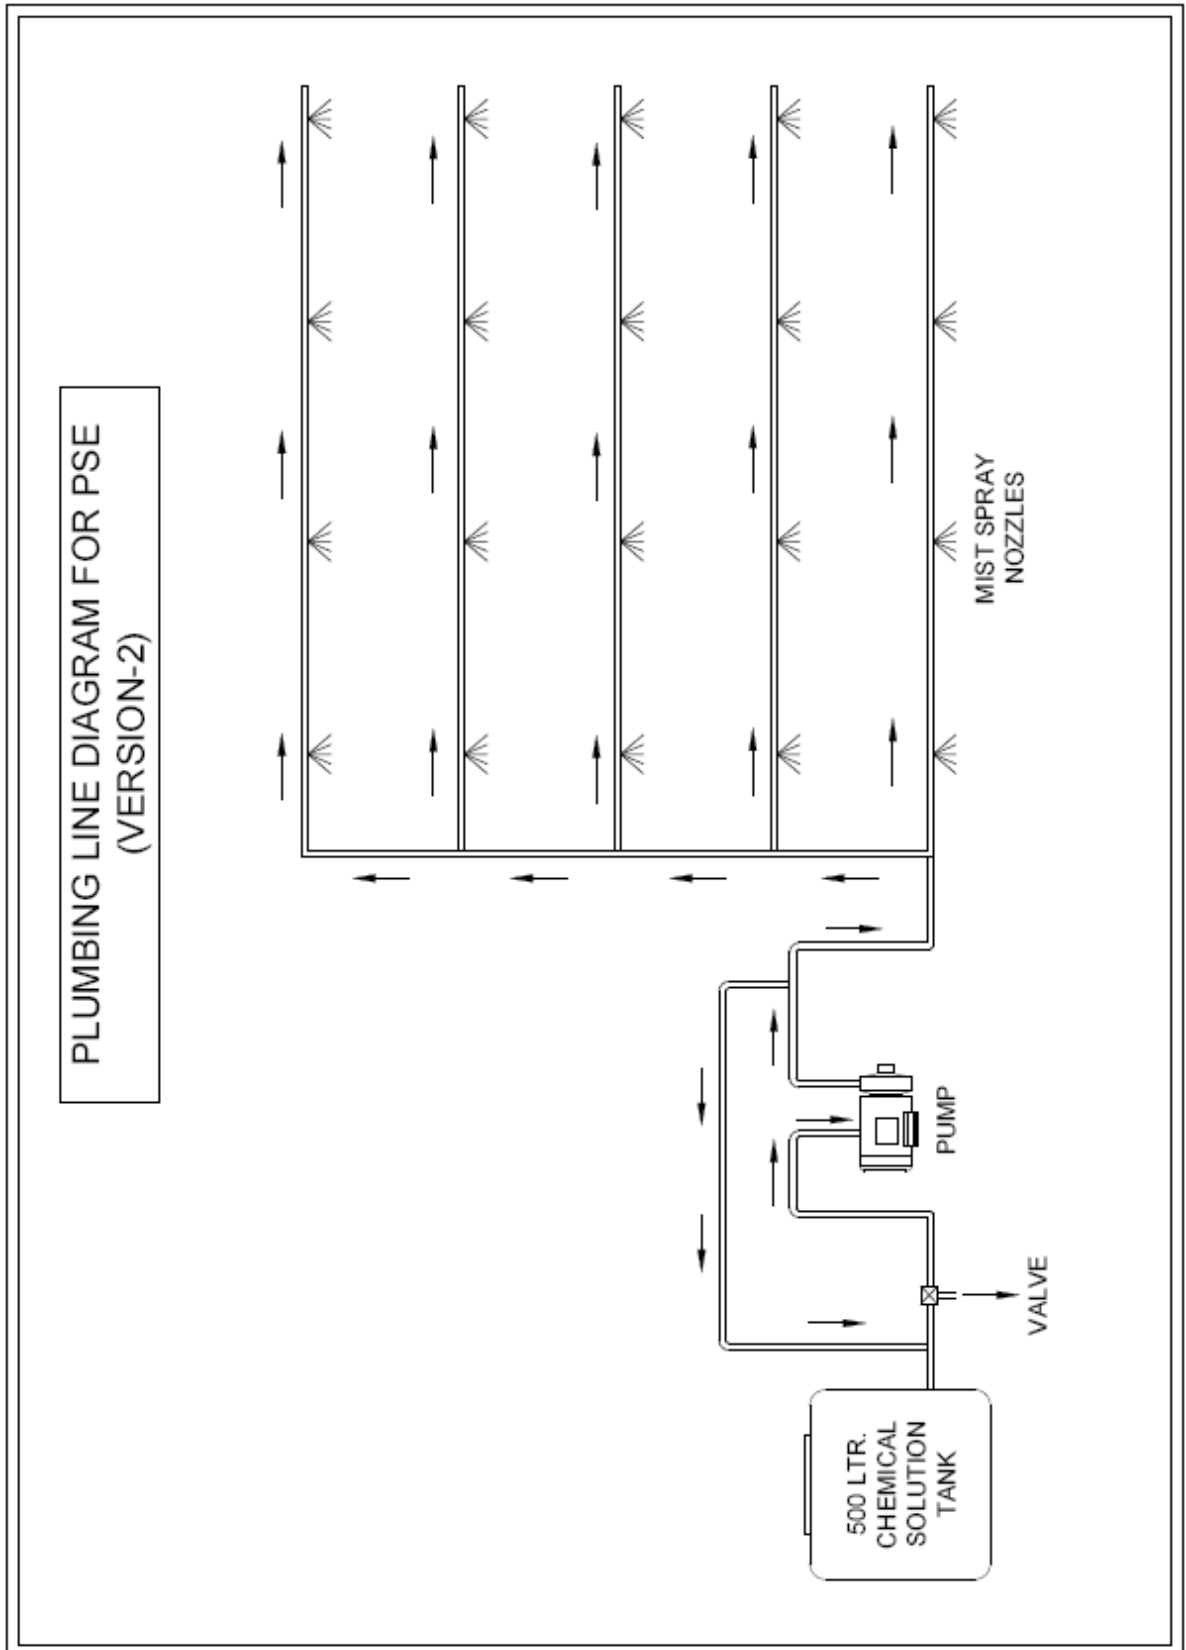 PLUMBING LINE DIAGRAM FOR PSE
(VERSION-2)
500 LTR.
CHEMICAL
SOLUTION
TANK
VALVE
PUMP
MIST SPRAY
NOZZLES